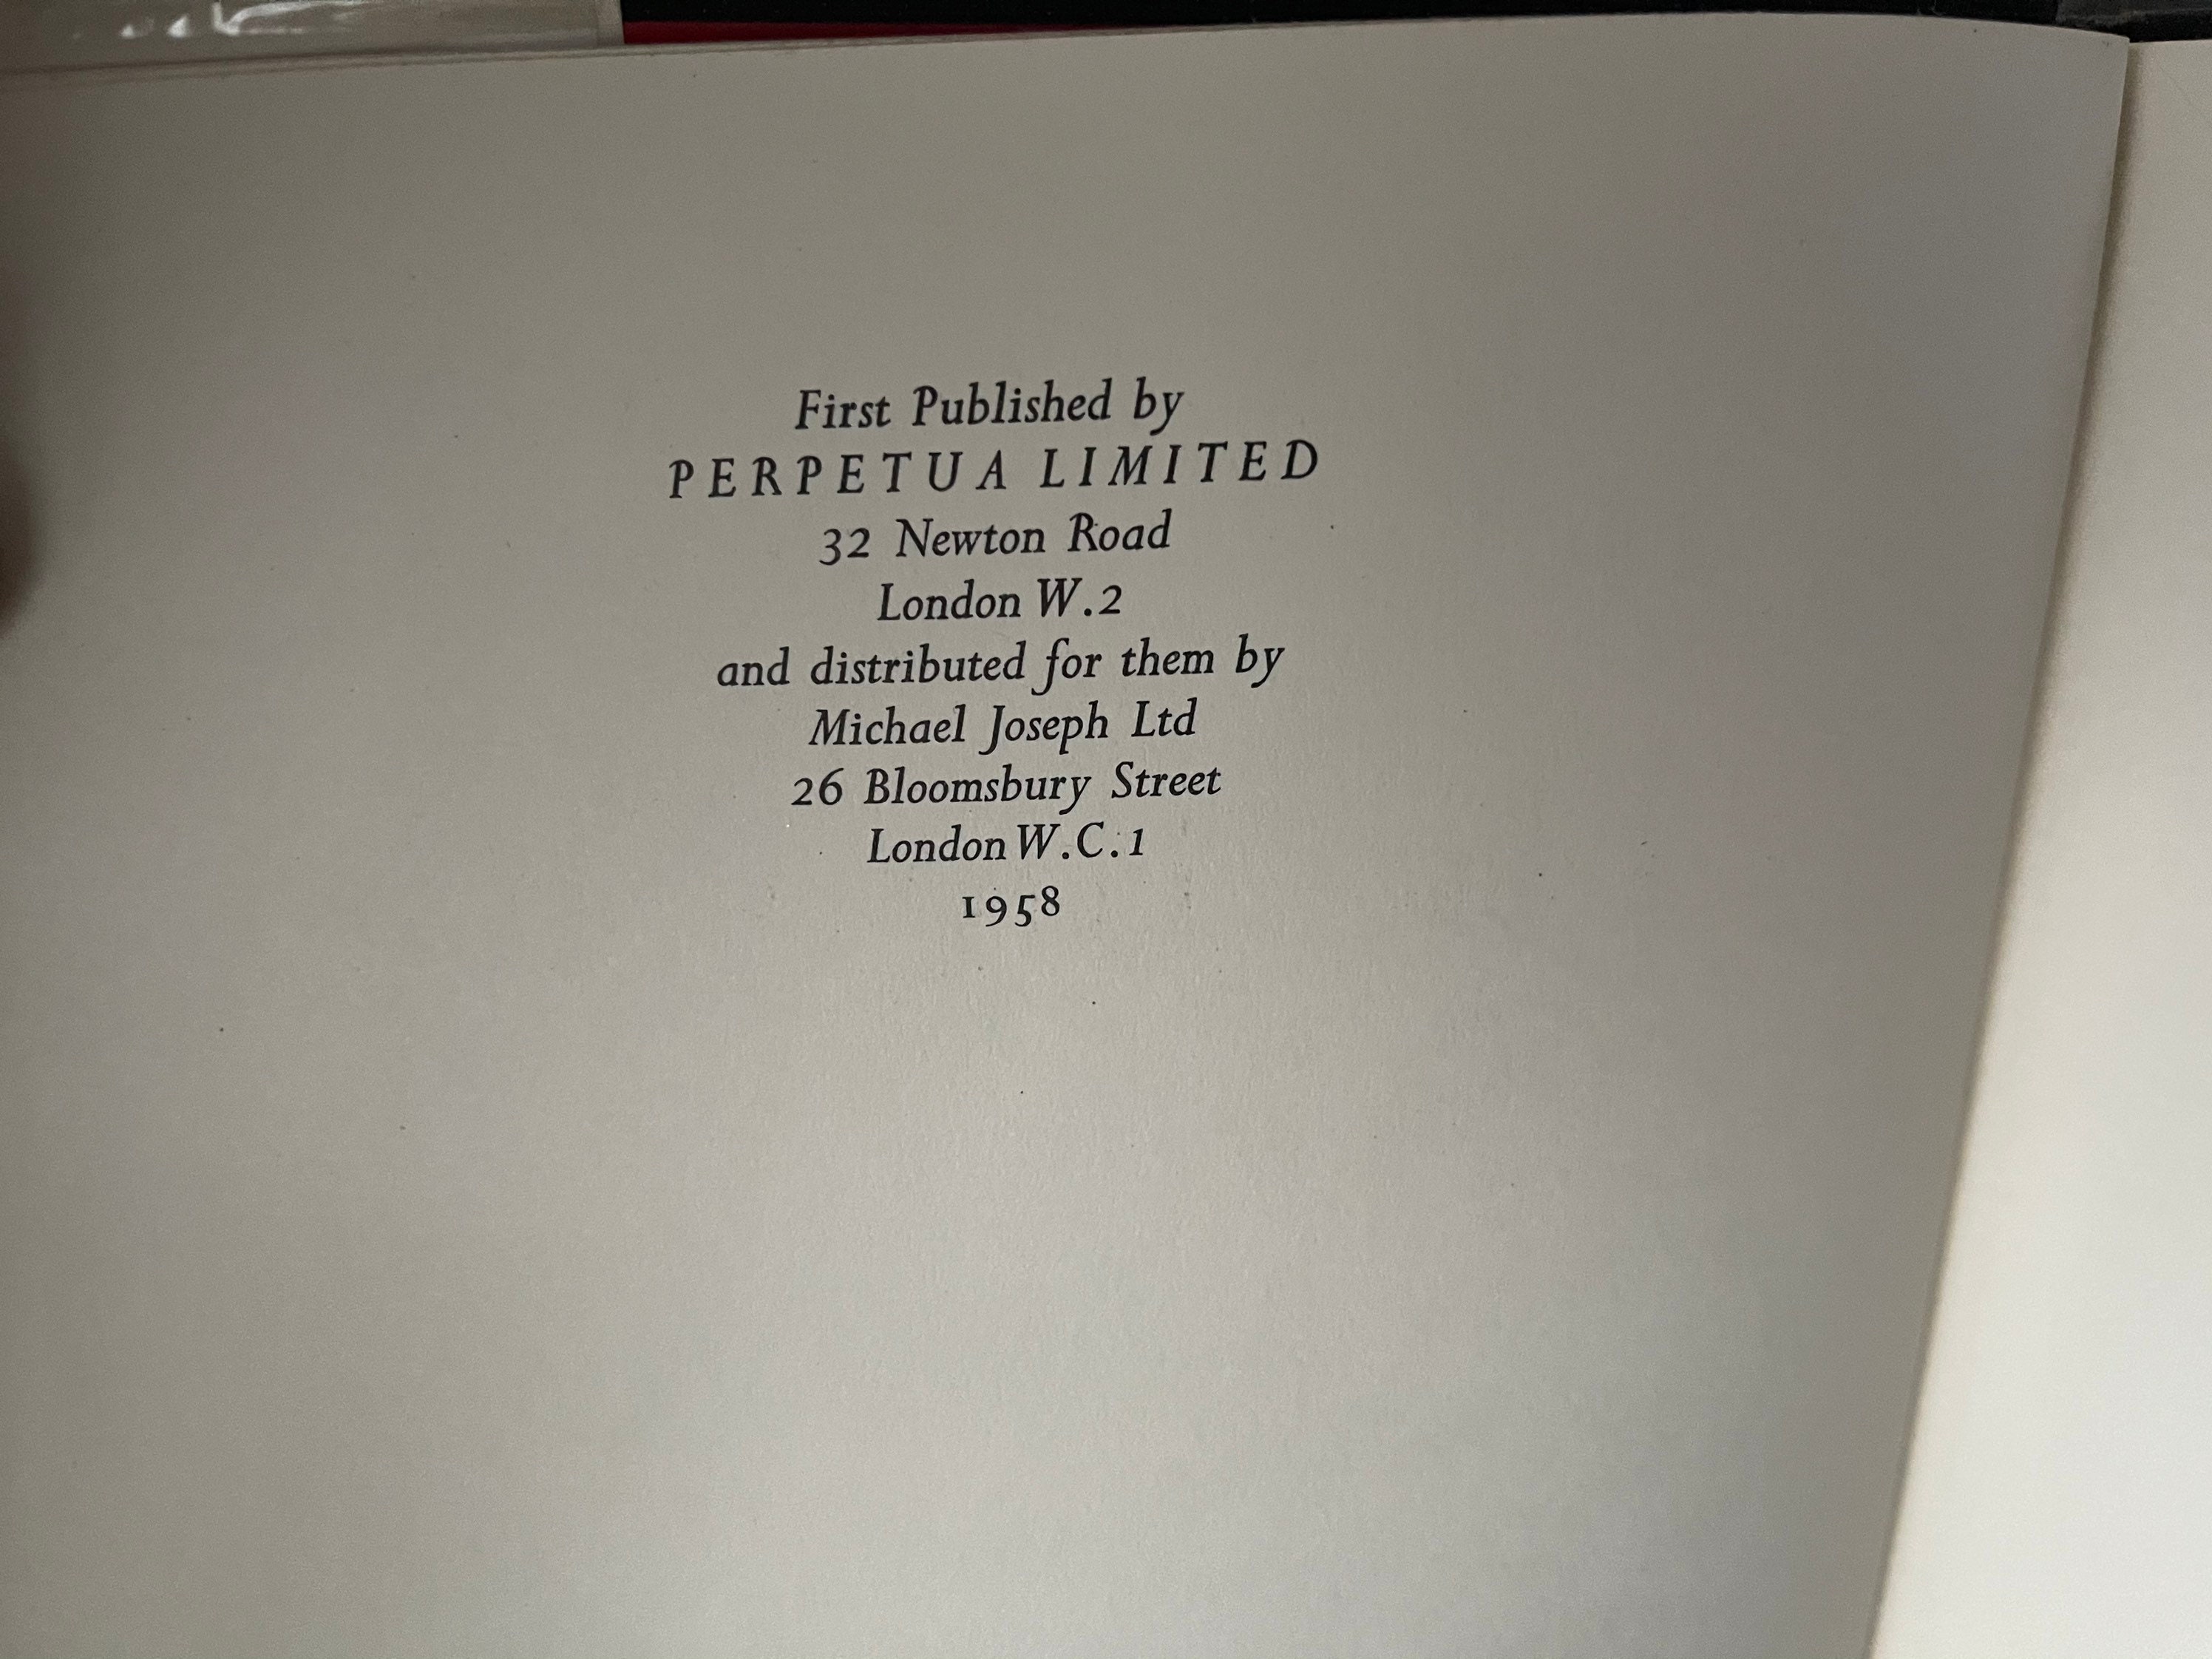 First Published by
PERPETUA LIMITED
32 Newton Road
London W.2
and distributed for them by
Michael Joseph Ltd
26 Bloomsbury Street
London W.C.1
1958